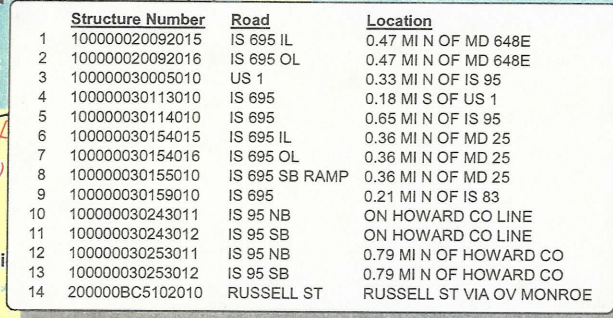 Structure Number Road Location
1 100000020092015 IS 695 IL 0.47 MI N OF MD 648E
2 100000020092016 IS 695 OL 0.47 MI N OF MD 648E
3 100000030005010 US 1 0.33 MI N OF IS 95
4 100000030113010 IS 695 0.18 MI S OF US 1
5 100000030114010 IS 695 0.65 MI N OF IS 95
6 100000030154015 IS 695 IL 0.36 MI N OF MD 25
7 100000030154016 IS 695 OL 0.36 MI N OF MD 25
8 100000030155010 IS 695 SB RAMP 0.36 MI N OF MD 25
9 100000030159010 IS 695 0.21 MI N OF IS 83
10 100000030243011 IS 95 NB ON HOWARD CO LINE
11 100000030243012 IS 95 SB ON HOWARD CO LINE
12 100000030253011 IS 95 NB 0.79 MI N OF HOWARD CO
13 100000030253012 IS 95 SB 0.79 MI N OF HOWARD CO
14 200000BC5102010 RUSSELL ST RUSSELL ST VIA OV MONROE